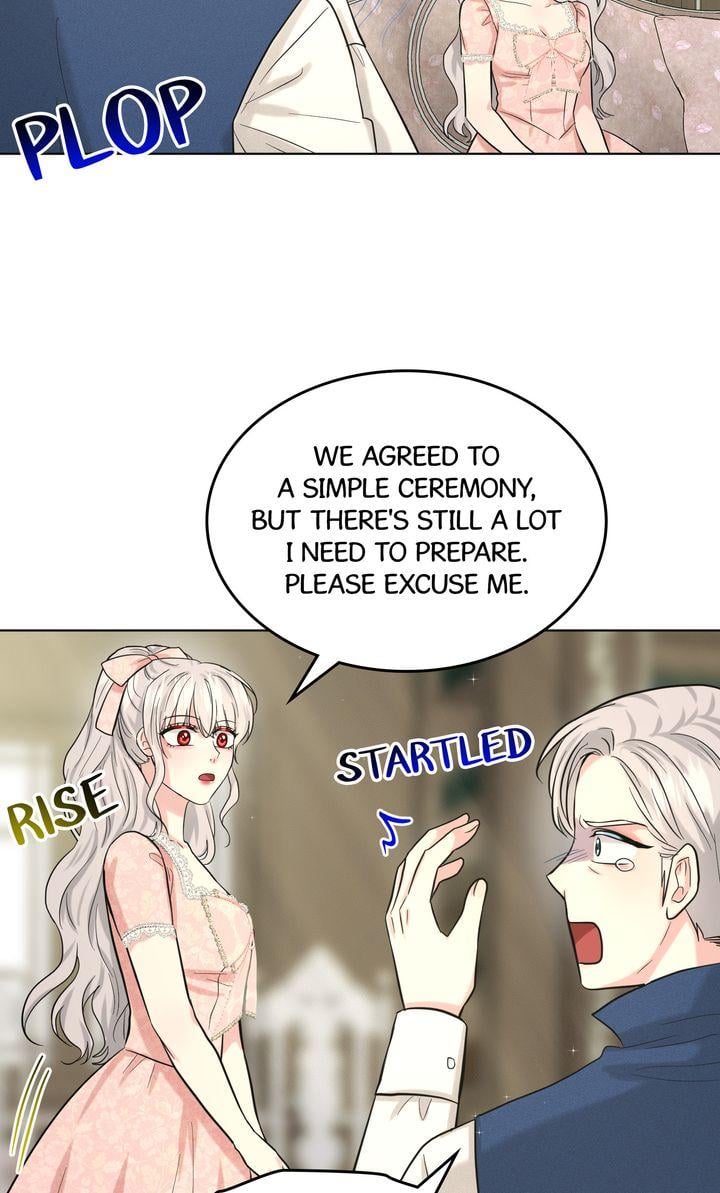 PLOP
WE AGREED TO
A SIMPLE CEREMONY,
BUT THERE'S STILL A LOT
I NEED TO PREPARE.
PLEASE EXCUSE ME.
STARTLED
RISE